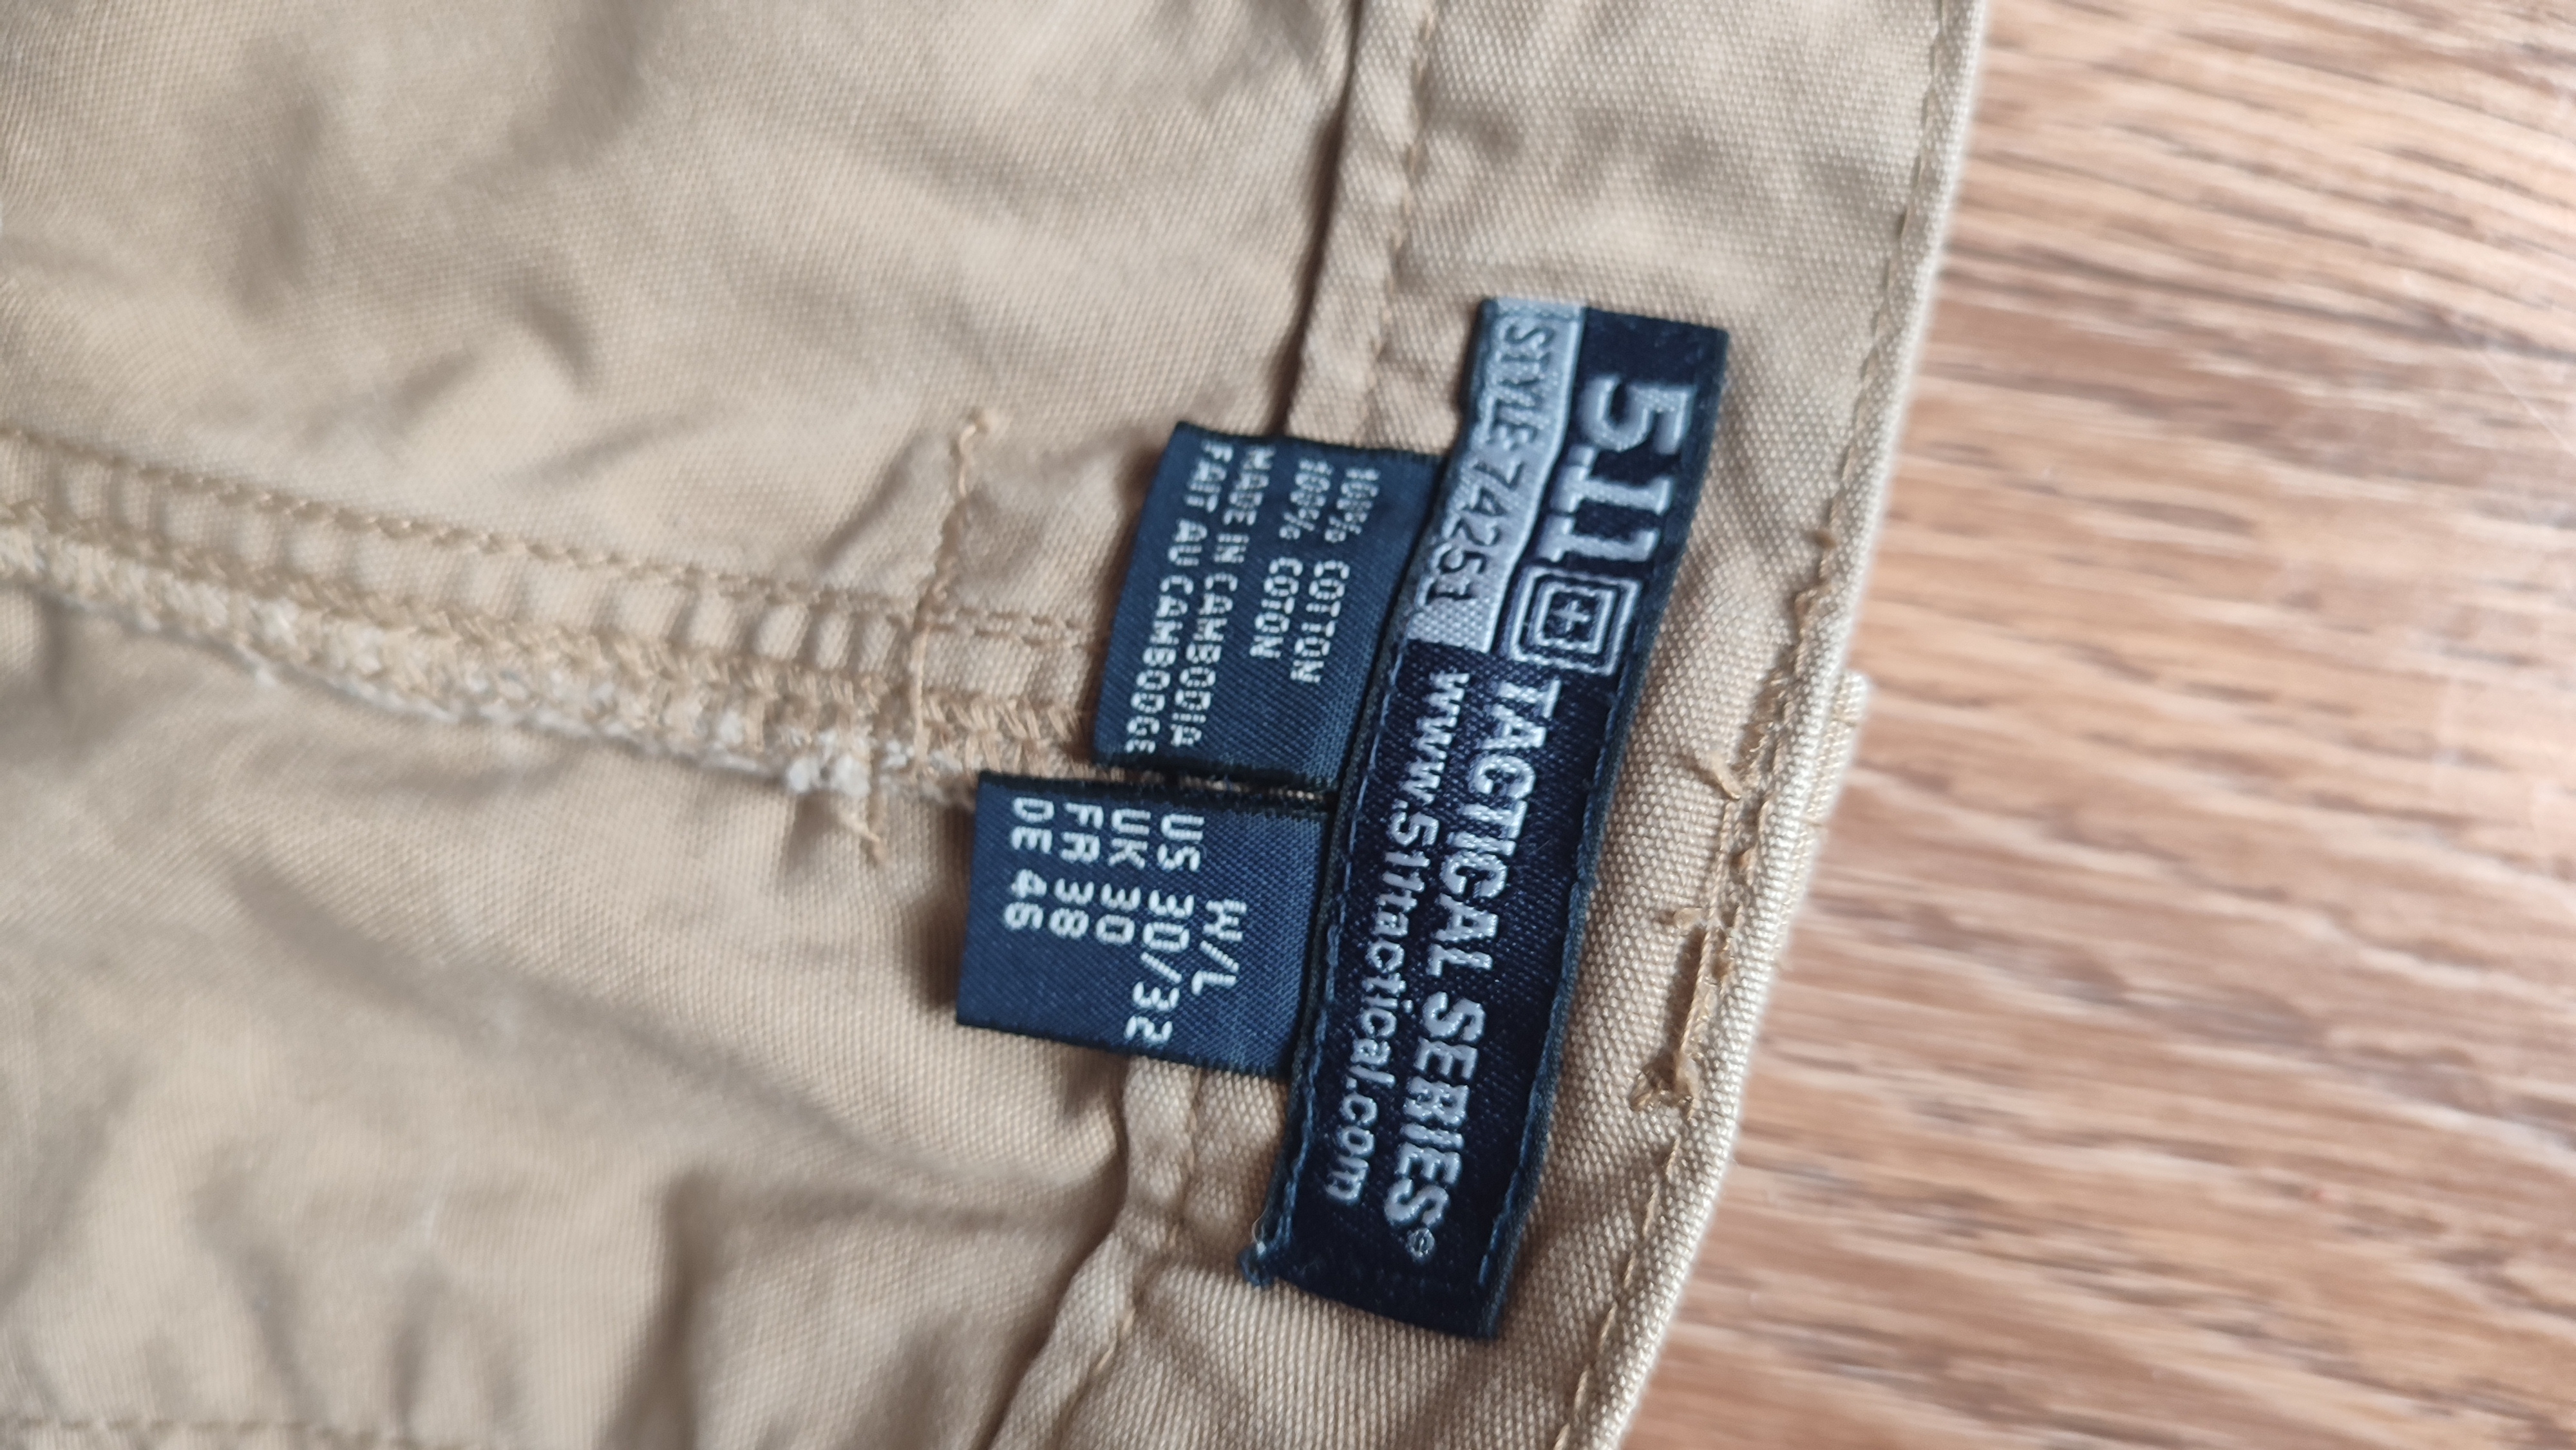 5.11 TACTICAL SERIES®
STYLE: 74251 www.511tactical.com
100% COTTON
100% COTON
MADE IN CAMBODIA
FAIT AU CAMBODGE
W/L
US 30/32
UK 30
FR 38
DE 46